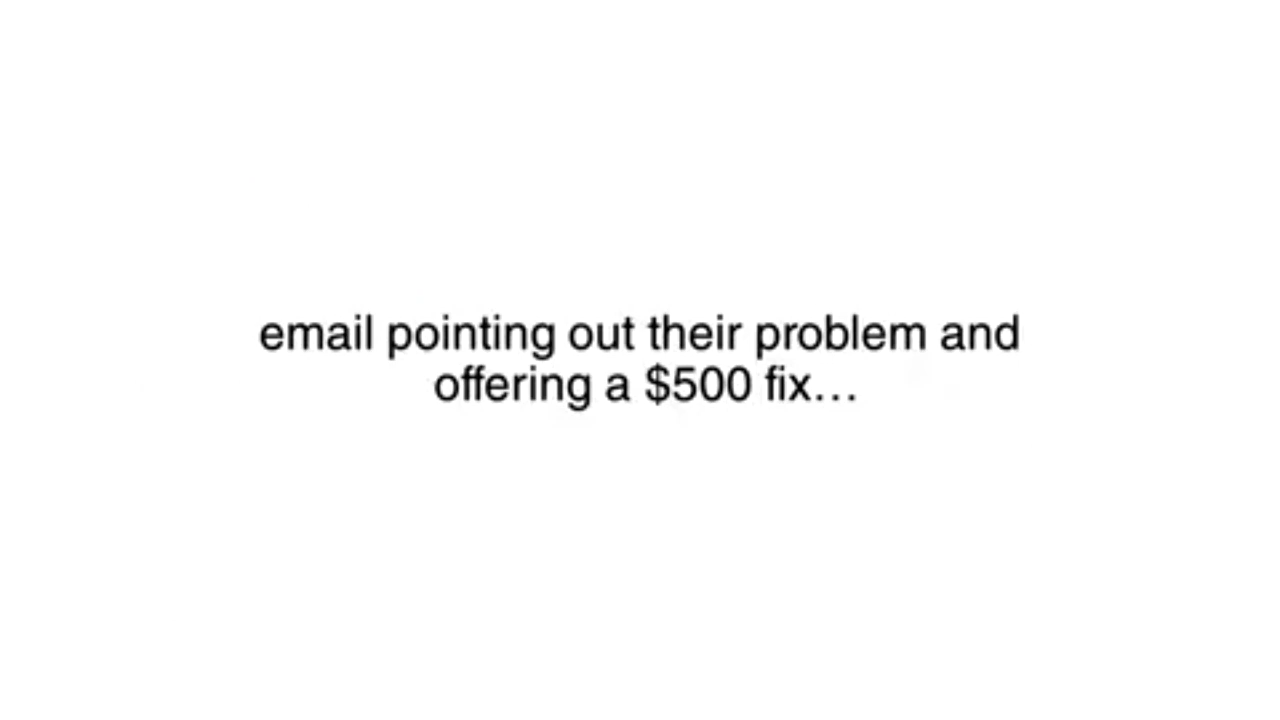 email pointing out their problem and
offering a $500 fix…